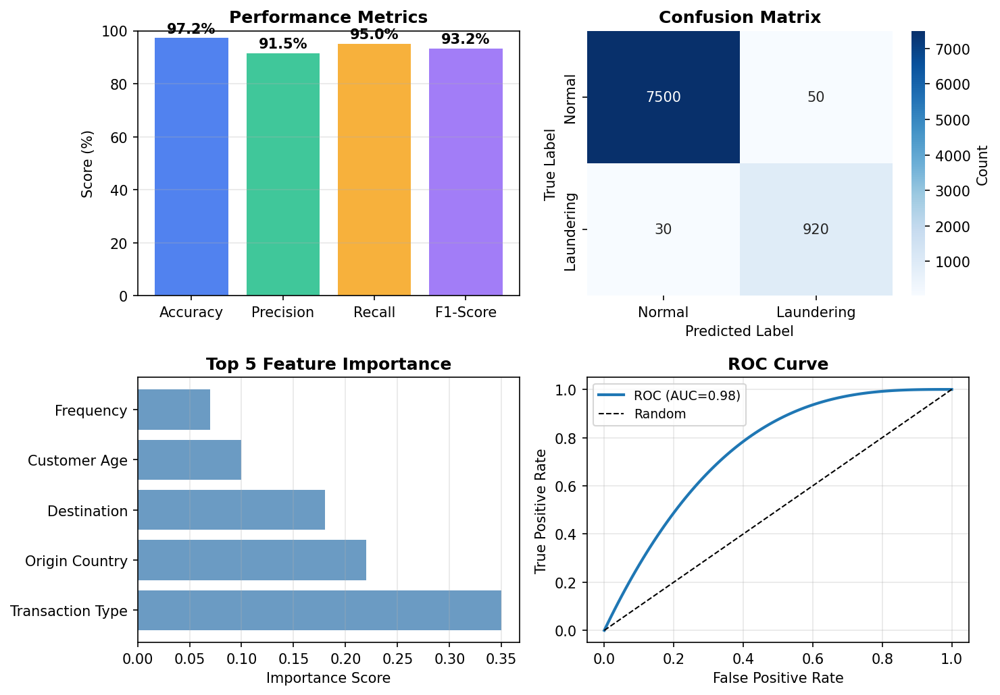 Performance Metrics
100
80
60
40
20
0
Score (%)
97.2%
91.5%
95.0%
93.2%
Accuracy
Precision
Recall
F1-Score
Confusion Matrix
True Label
Normal
Laundering
7500
50
30
920
Normal
Laundering
Predicted Label
7000
6000
5000
4000
3000
2000
1000
Count
Top 5 Feature Importance
Frequency
Customer Age
Destination
Origin Country
Transaction Type
0.00
0.05
0.10
0.15
0.20
0.25
0.30
0.35
Importance Score
ROC Curve
ROC (AUC=0.98)
Random
True Positive Rate
1.0
0.8
0.6
0.4
0.2
0.0
0.0
0.2
0.4
0.6
0.8
1.0
False Positive Rate